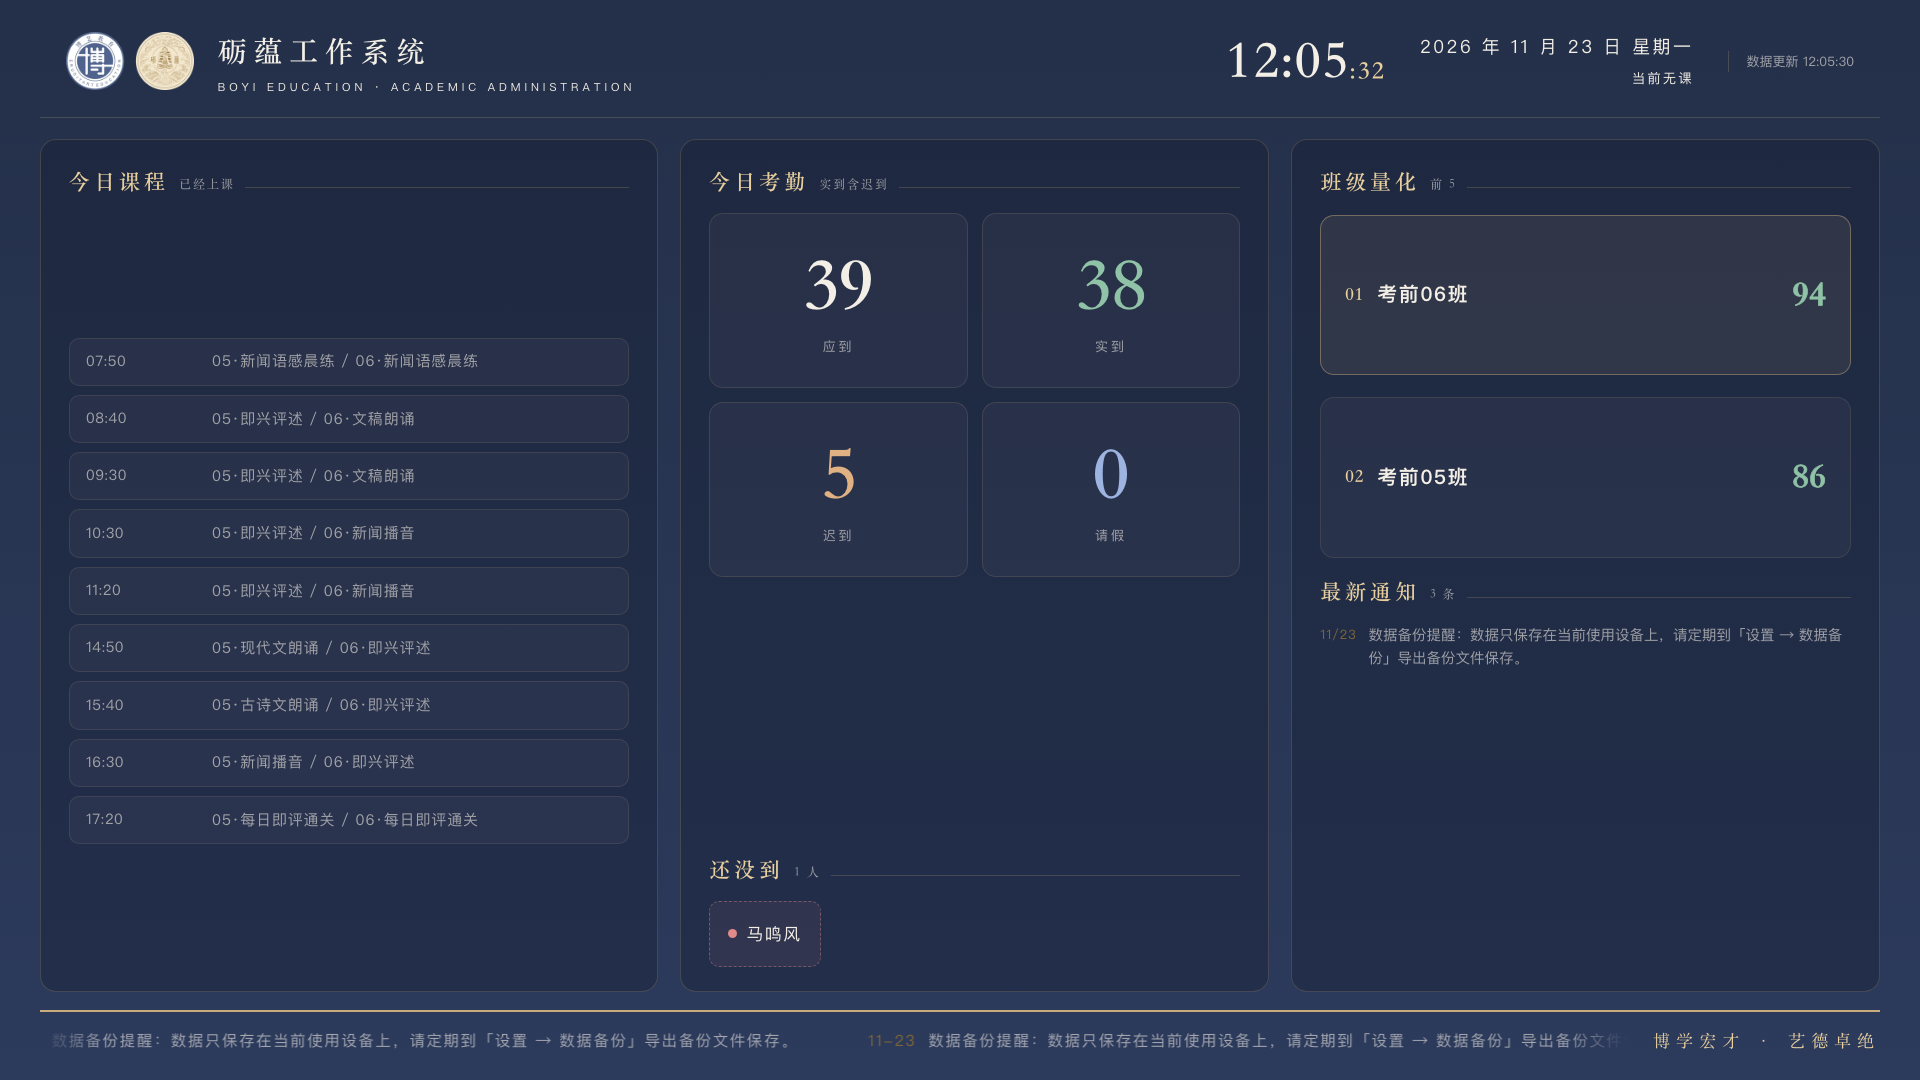 博
砺蕴工作系统
BOYI EDUCATION · ACADEMIC ADMINISTRATION
12:05:32
2026 年 11 月 23 日 星期一
当前无课
数据更新 12:05:30
今日课程 已经上课
07:50 05·新闻语感晨练 / 06·新闻语感晨练
08:40 05·即兴评述 / 06·文稿朗诵
09:30 05·即兴评述 / 06·文稿朗诵
10:30 05·即兴评述 / 06·新闻播音
11:20 05·即兴评述 / 06·新闻播音
14:50 05·现代文朗诵 / 06·即兴评述
15:40 05·古诗文朗诵 / 06·即兴评述
16:30 05·新闻播音 / 06·即兴评述
17:20 05·每日即评通关 / 06·每日即评通关
今日考勤 实到含迟到
39
应到
38
实到
5
迟到
0
请假
还没到 1 人
马鸣风
班级量化 前 5
01 考前06班 94
02 考前05班 86
最新通知 3 条
11/23 数据备份提醒：数据只保存在当前使用设备上，请定期到「设置 → 数据备
份」导出备份文件保存。
数据备份提醒：数据只保存在当前使用设备上，请定期到「设置 → 数据备份」导出备份文件保存。 11-23 数据备份提醒：数据只保存在当前使用设备上，请定期到「设置 → 数据备份」导出备份文件
博学宏才 · 艺德卓绝